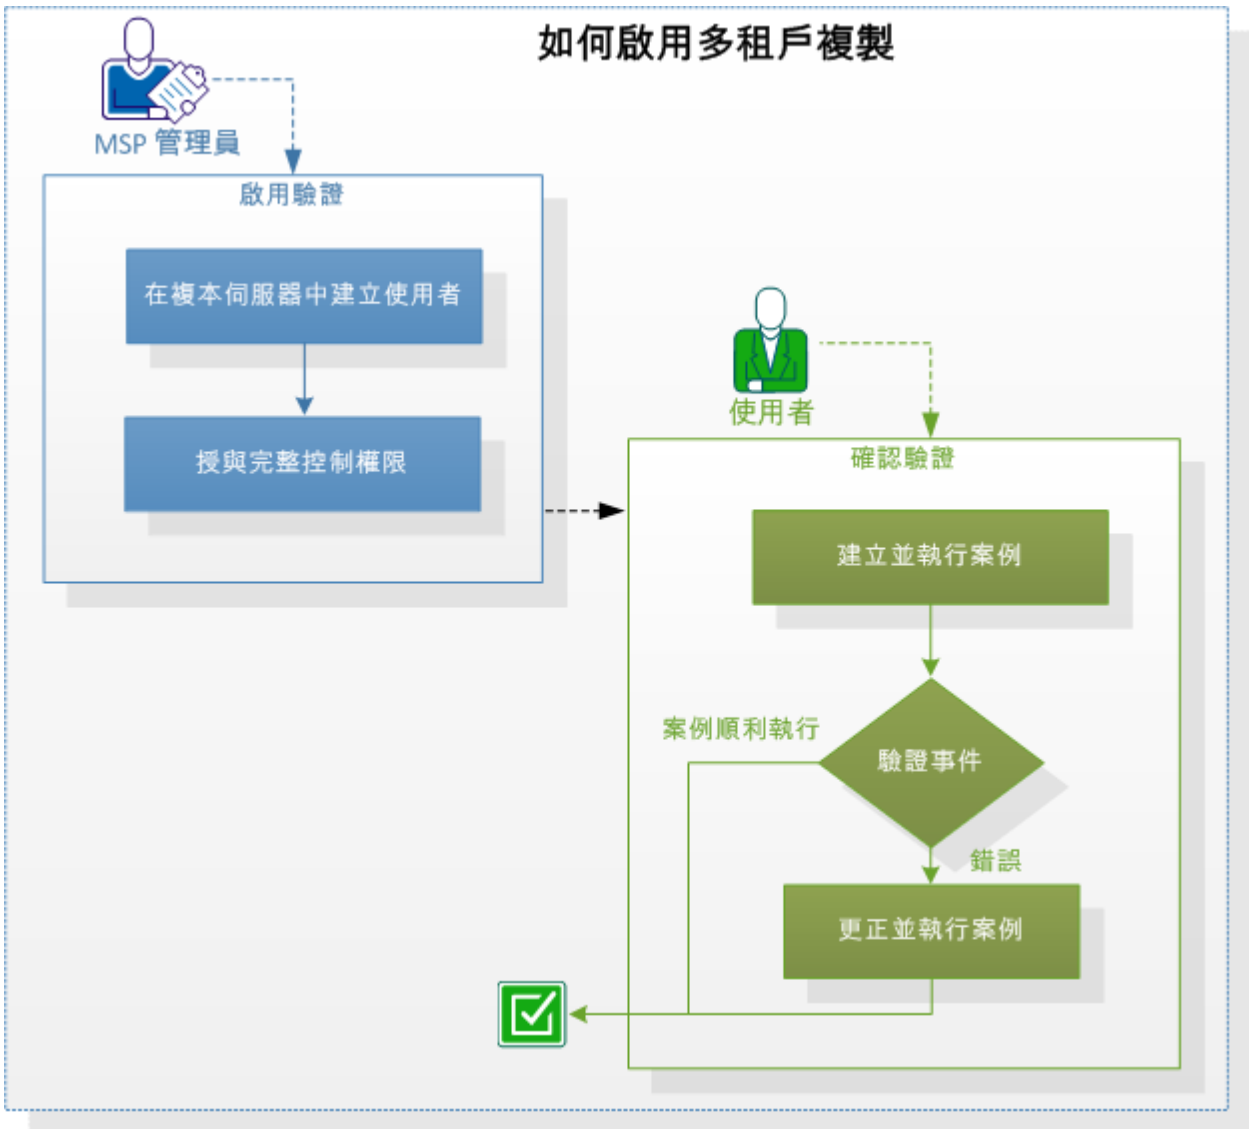 如何啟用多租戶複製
MSP 管理員
啟用驗證
在複本伺服器中建立使用者
授與完整控制權限
使用者
確認驗證
建立並執行案例
案例順利執行
驗證事件
錯誤
更正並執行案例